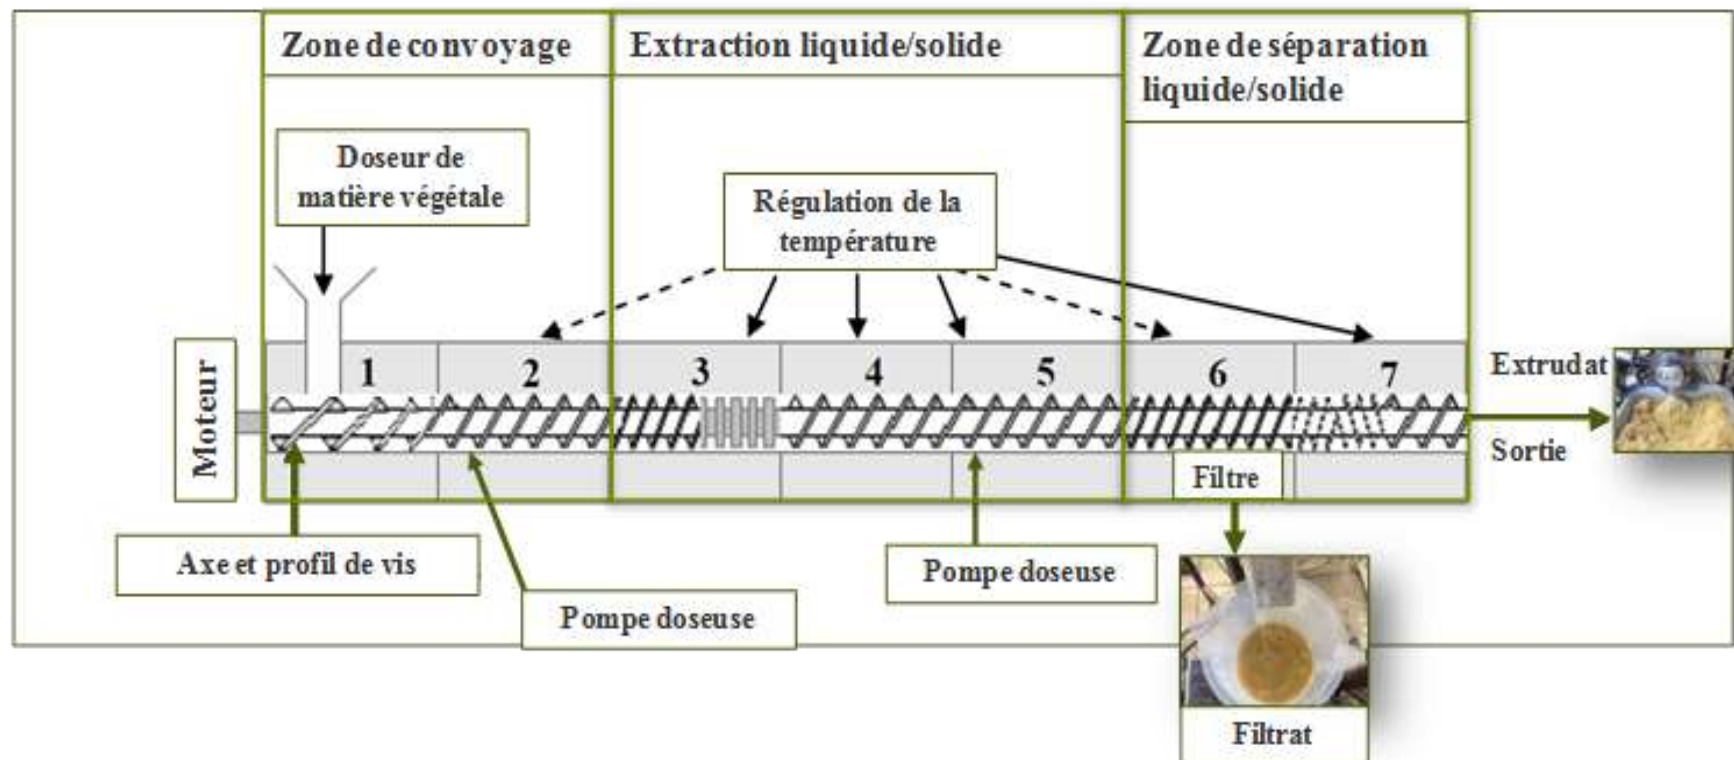 Zone de convoyage
Extraction liquide/solide
Zone de séparation
liquide/solide
Doseur de
matière végétale
Régulation de la
température
Moteur
1
2
3
4
5
6
7
Extrudat
Sortie
Filtre
Axe et profil de vis
Pompe doseuse
Pompe doseuse
Filtrat